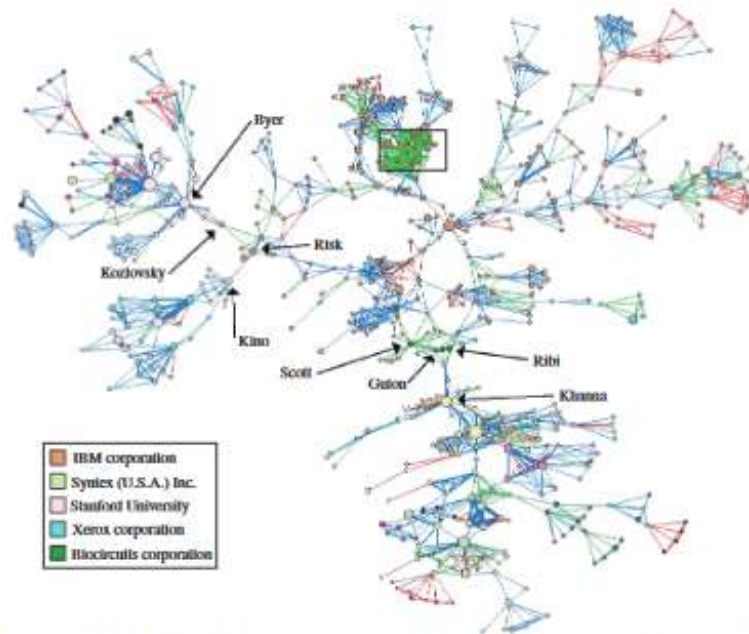 Byer
Risk
Kozlovsky
Kino
Scott
Guion
Ribi
Khanna
IBM corporation
Syntex (U.S.A.) Inc.
Stanford University
Xerox corporation
Biocircuits corporation